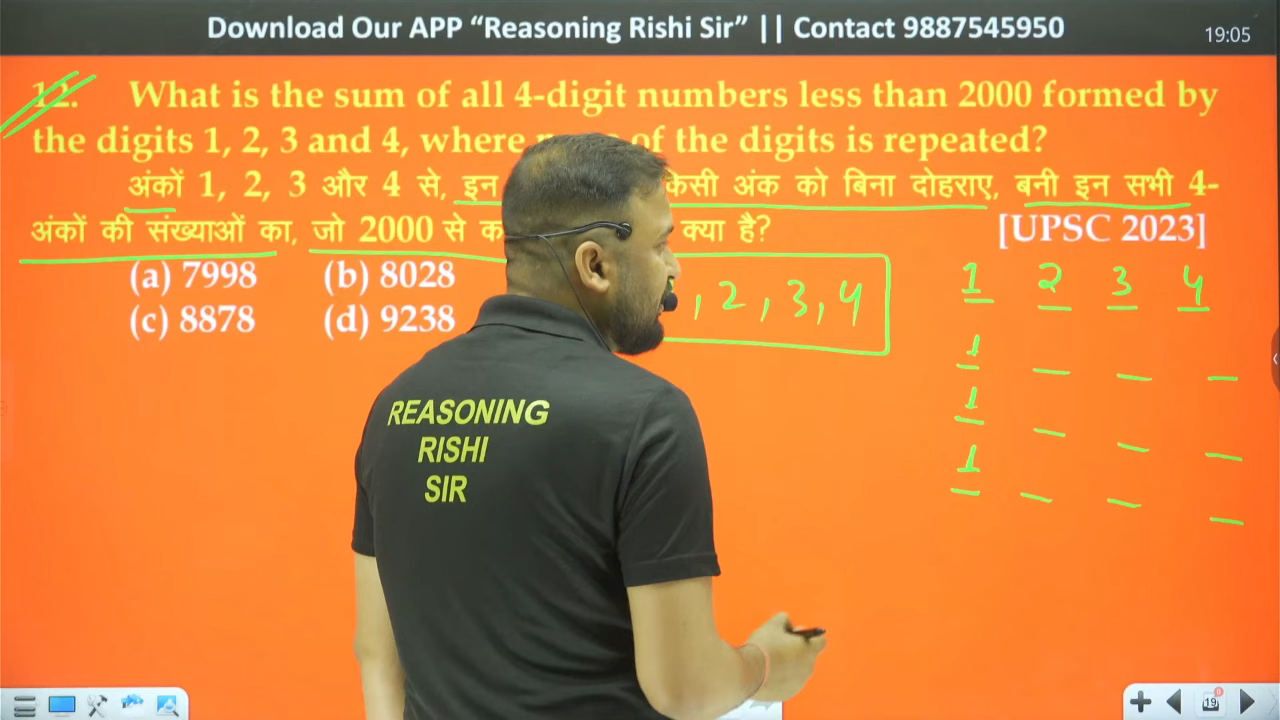 Download Our APP “Reasoning Rishi Sir” || Contact 9887545950
19:05
12. What is the sum of all 4-digit numbers less than 2000 formed by
the digits 1, 2, 3 and 4, where of the digits is repeated?
अंकों 1, 2, 3 और 4 से, इन किसी अंक को बिना दोहराए, बनी इन सभी 4-
अंकों की संख्याओं का, जो 2000 से क्या है?
[UPSC 2023]
(a) 7998 (b) 8028
(c) 8878 (d) 9238
, 2, 3, 4
1 2 3 4
1
1
1
REASONING
RISHI
SIR
19